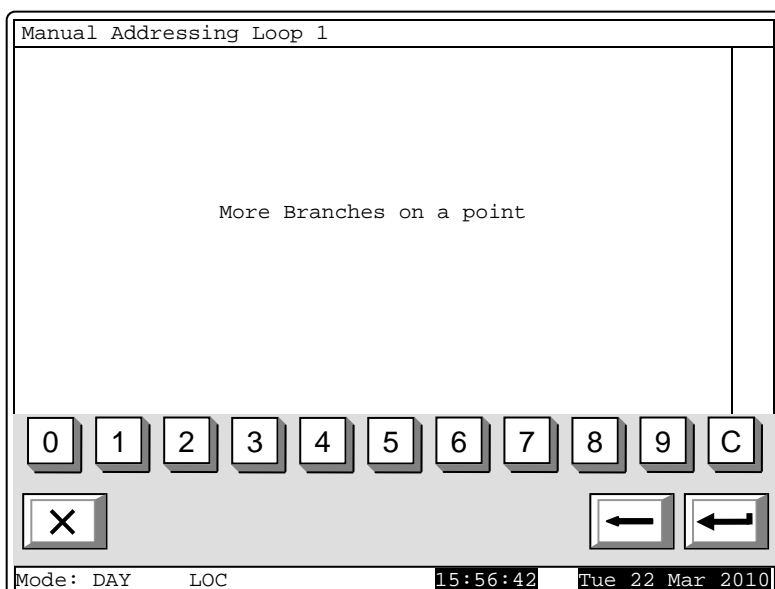 Manual Addressing Loop 1
More Branches on a point
0 1 2 3 4 5 6 7 8 9 C
Mode: DAY LOC 15:56:42 Tue 22 Mar 2010